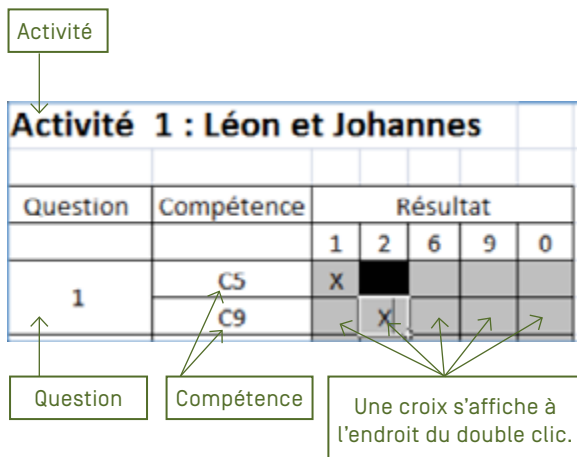 Activité
Activité 1 : Léon et Johannes
Question Compétence Résultat
1 2 6 9 0
1
C5 X
C9 X
Question
Compétence
Une croix s’affiche à
l’endroit du double clic.